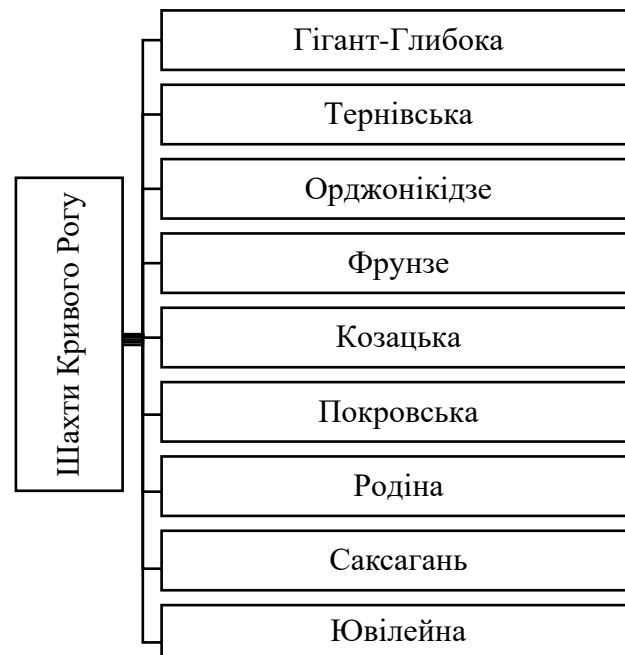 Шахти Кривого Рогу
Гігант-Глибока
Тернівська
Орджонікідзе
Фрунзе
Козацька
Покровська
Родіна
Саксагань
Ювілейна